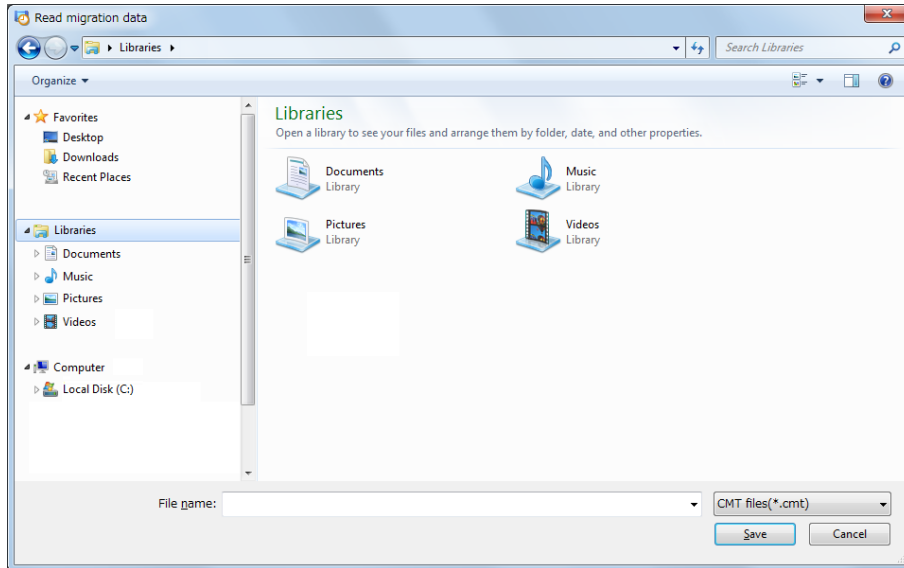 Read migration data
Libraries
Search Libraries
Organize
Favorites
Desktop
Downloads
Recent Places
Libraries
Documents
Music
Pictures
Videos
Computer
Local Disk (C:)
Libraries
Open a library to see your files and arrange them by folder, date, and other properties.
Documents
Library
Music
Library
Pictures
Library
Videos
Library
File name:
CMT files(*.cmt)
Save
Cancel